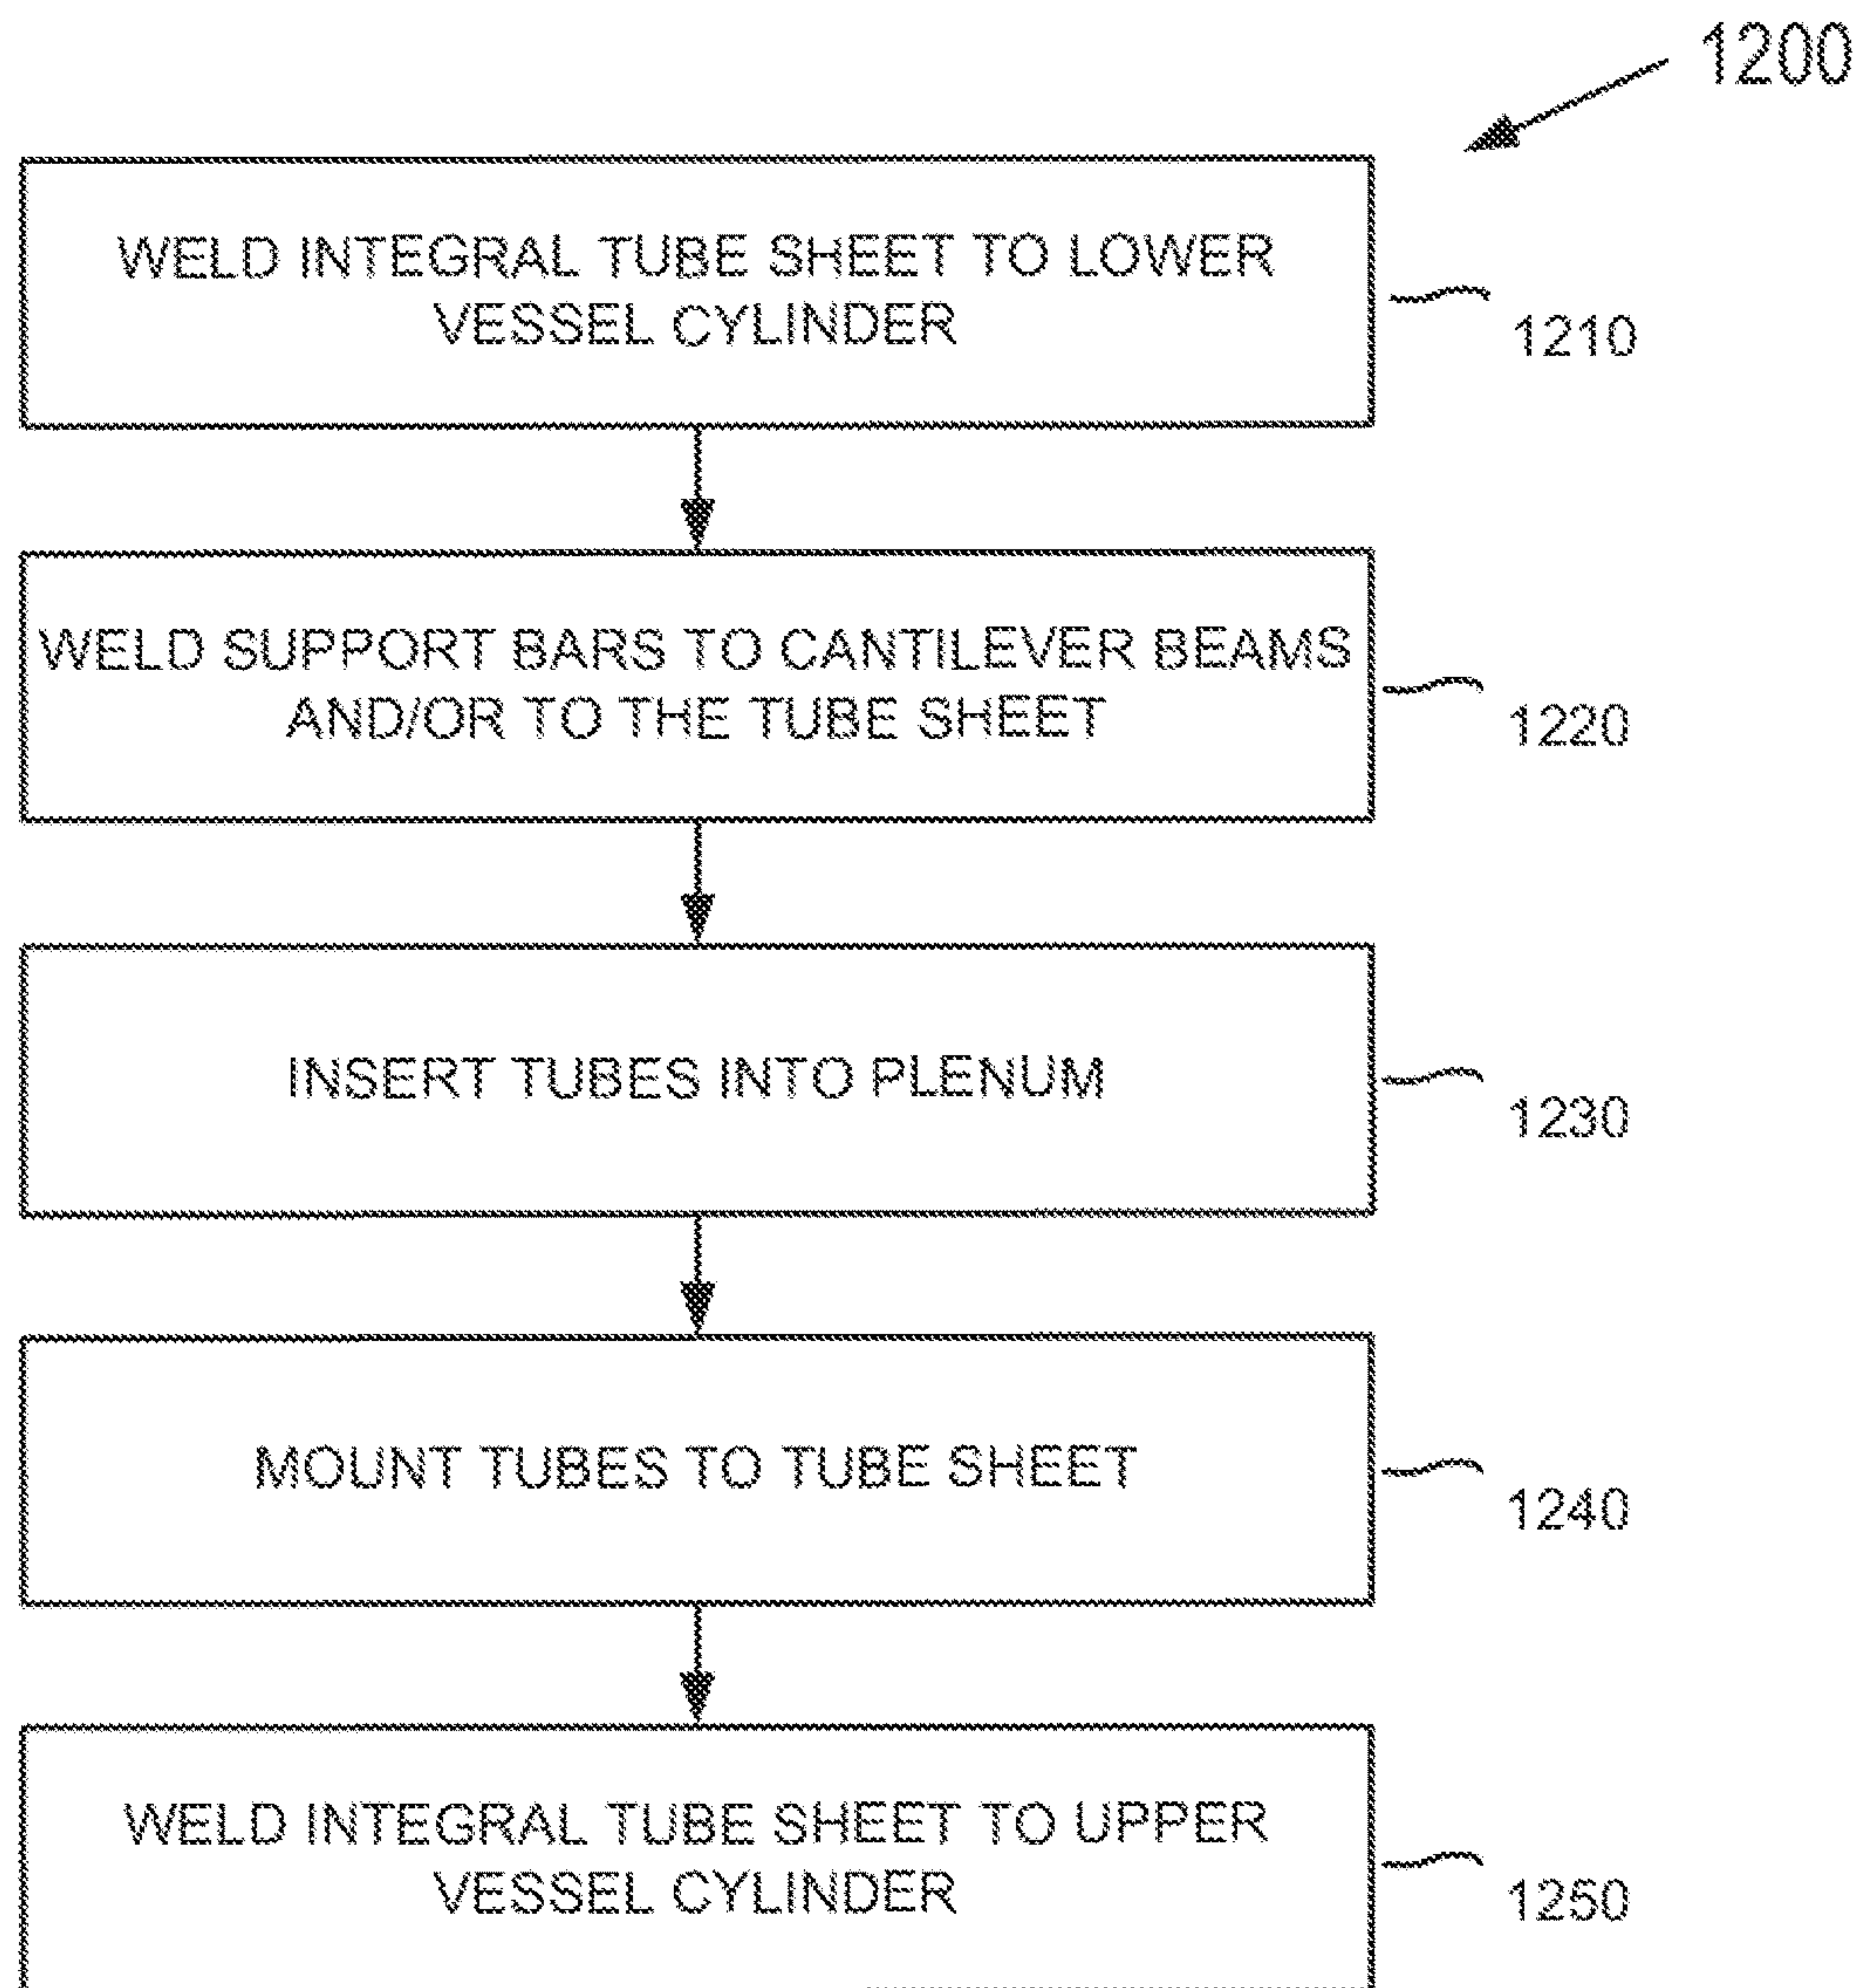 1200
WELD INTEGRAL TUBE SHEET TO LOWER
VESSEL CYLINDER
1210
WELD SUPPORT BARS TO CANTILEVER BEAMS
AND/OR TO THE TUBE SHEET
1220
INSERT TUBES INTO PLENUM
1230
MOUNT TUBES TO TUBE SHEET
1240
WELD INTEGRAL TUBE SHEET TO UPPER
VESSEL CYLINDER
1250